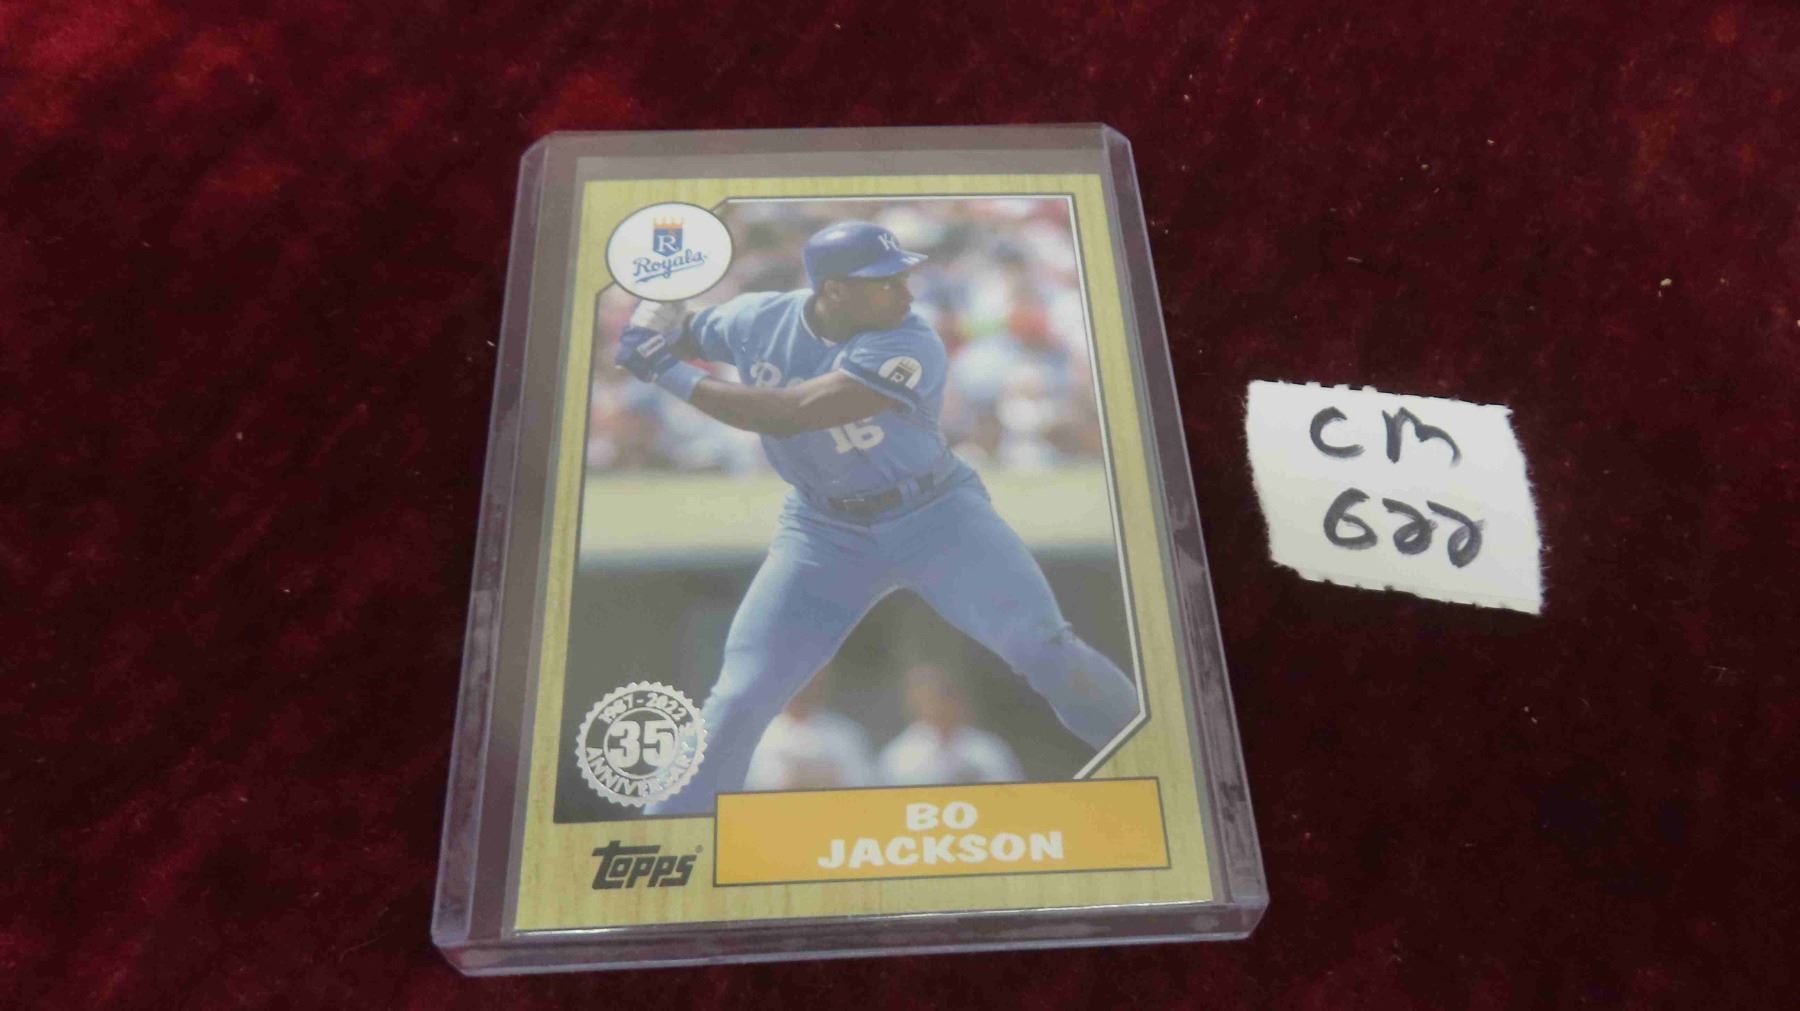 R
Royals
KC
R
R
16
1987-2022
35
ANNIVERSARY
BO
JACKSON
Topps
CM
622